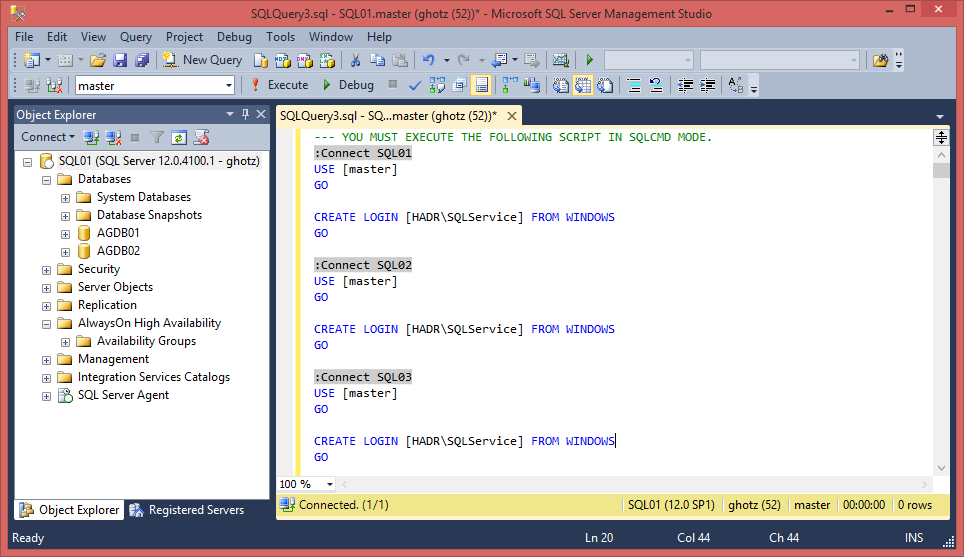 SQLQuery3.sql - SQL01.master (ghotz (52))* - Microsoft SQL Server Management Studio
File Edit View Query Project Debug Tools Window Help
New Query
master Execute Debug
Object Explorer
Connect
SQL01 (SQL Server 12.0.4100.1 - ghotz)
Databases
System Databases
Database Snapshots
AGDB01
AGDB02
Security
Server Objects
Replication
AlwaysOn High Availability
Availability Groups
Management
Integration Services Catalogs
SQL Server Agent
Object Explorer Registered Servers
SQLQuery3.sql - SQ...master (ghotz (52))*
--- YOU MUST EXECUTE THE FOLLOWING SCRIPT IN SQLCMD MODE.
:Connect SQL01
USE [master]
GO
CREATE LOGIN [HADR\SQLService] FROM WINDOWS
GO
:Connect SQL02
USE [master]
GO
CREATE LOGIN [HADR\SQLService] FROM WINDOWS
GO
:Connect SQL03
USE [master]
GO
CREATE LOGIN [HADR\SQLService] FROM WINDOWS
GO
100 %
Connected. (1/1) SQL01 (12.0 SP1) ghotz (52) master 00:00:00 0 rows
Ready Ln 20 Col 44 Ch 44 INS